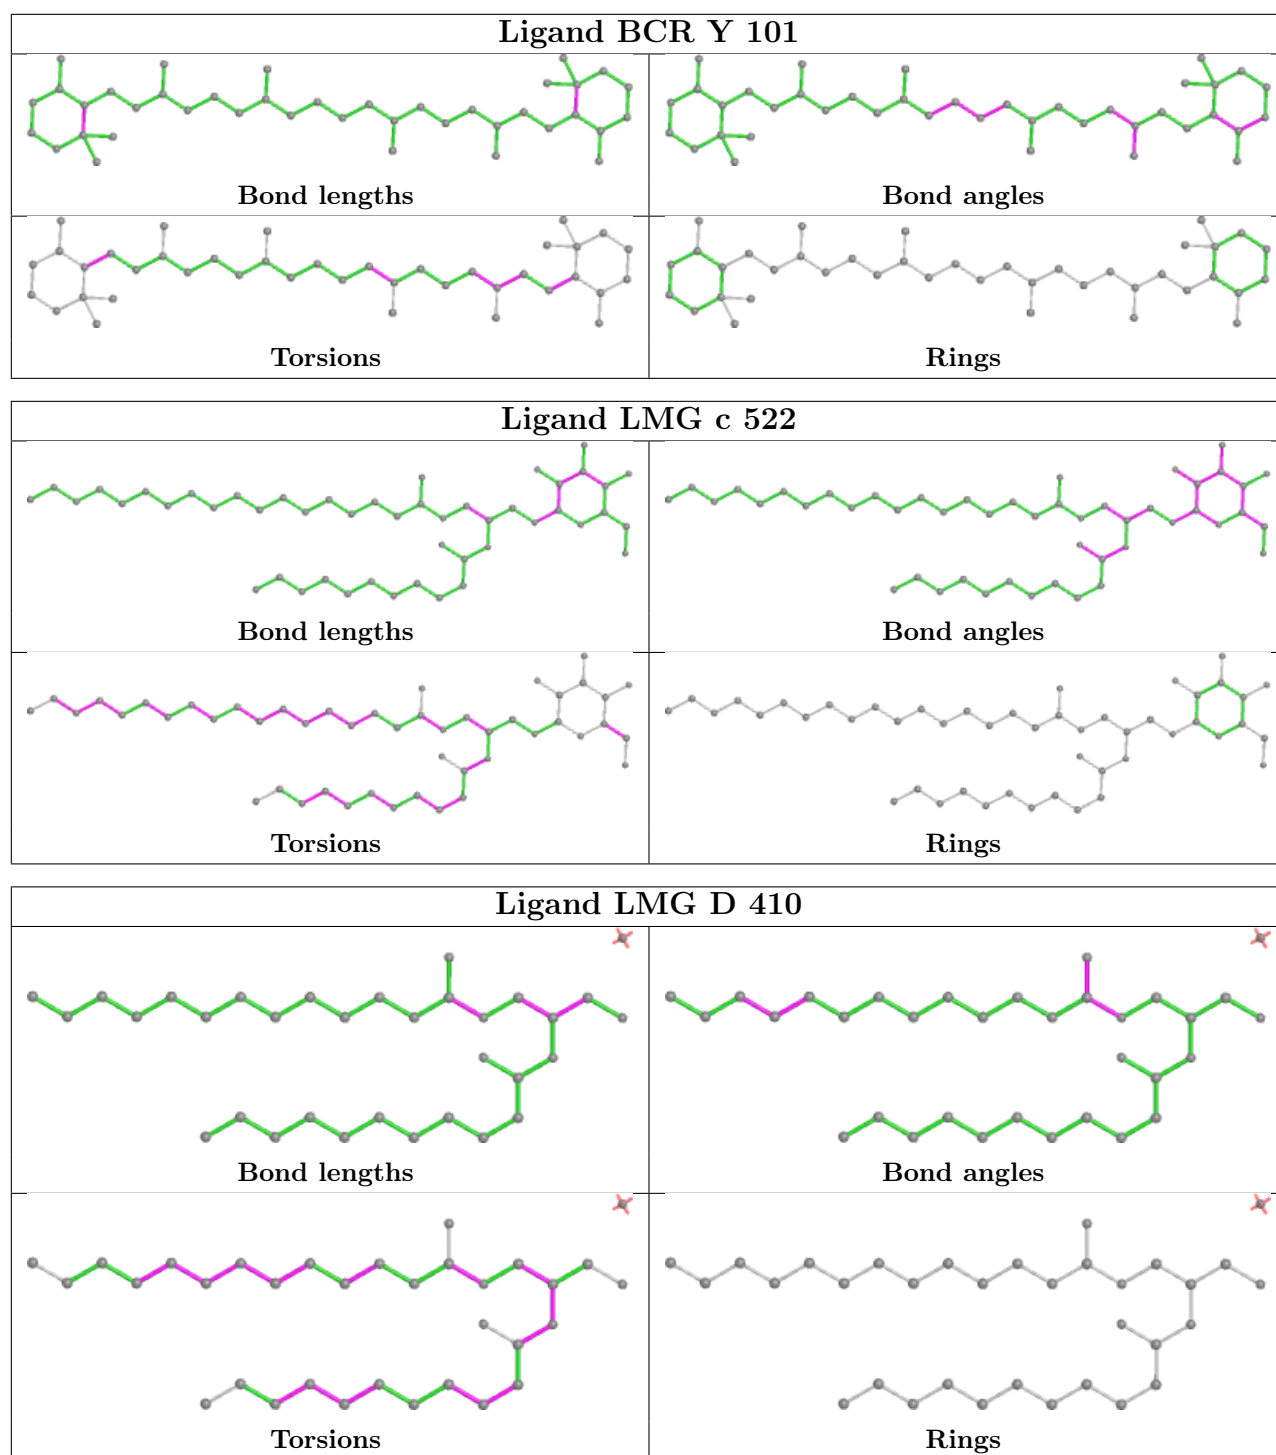 Ligand BCR Y 101
Bond lengths
Bond angles
Torsions
Rings
Ligand LMG c 522
Bond lengths
Bond angles
Torsions
Rings
Ligand LMG D 410
Bond lengths
Bond angles
Torsions
Rings